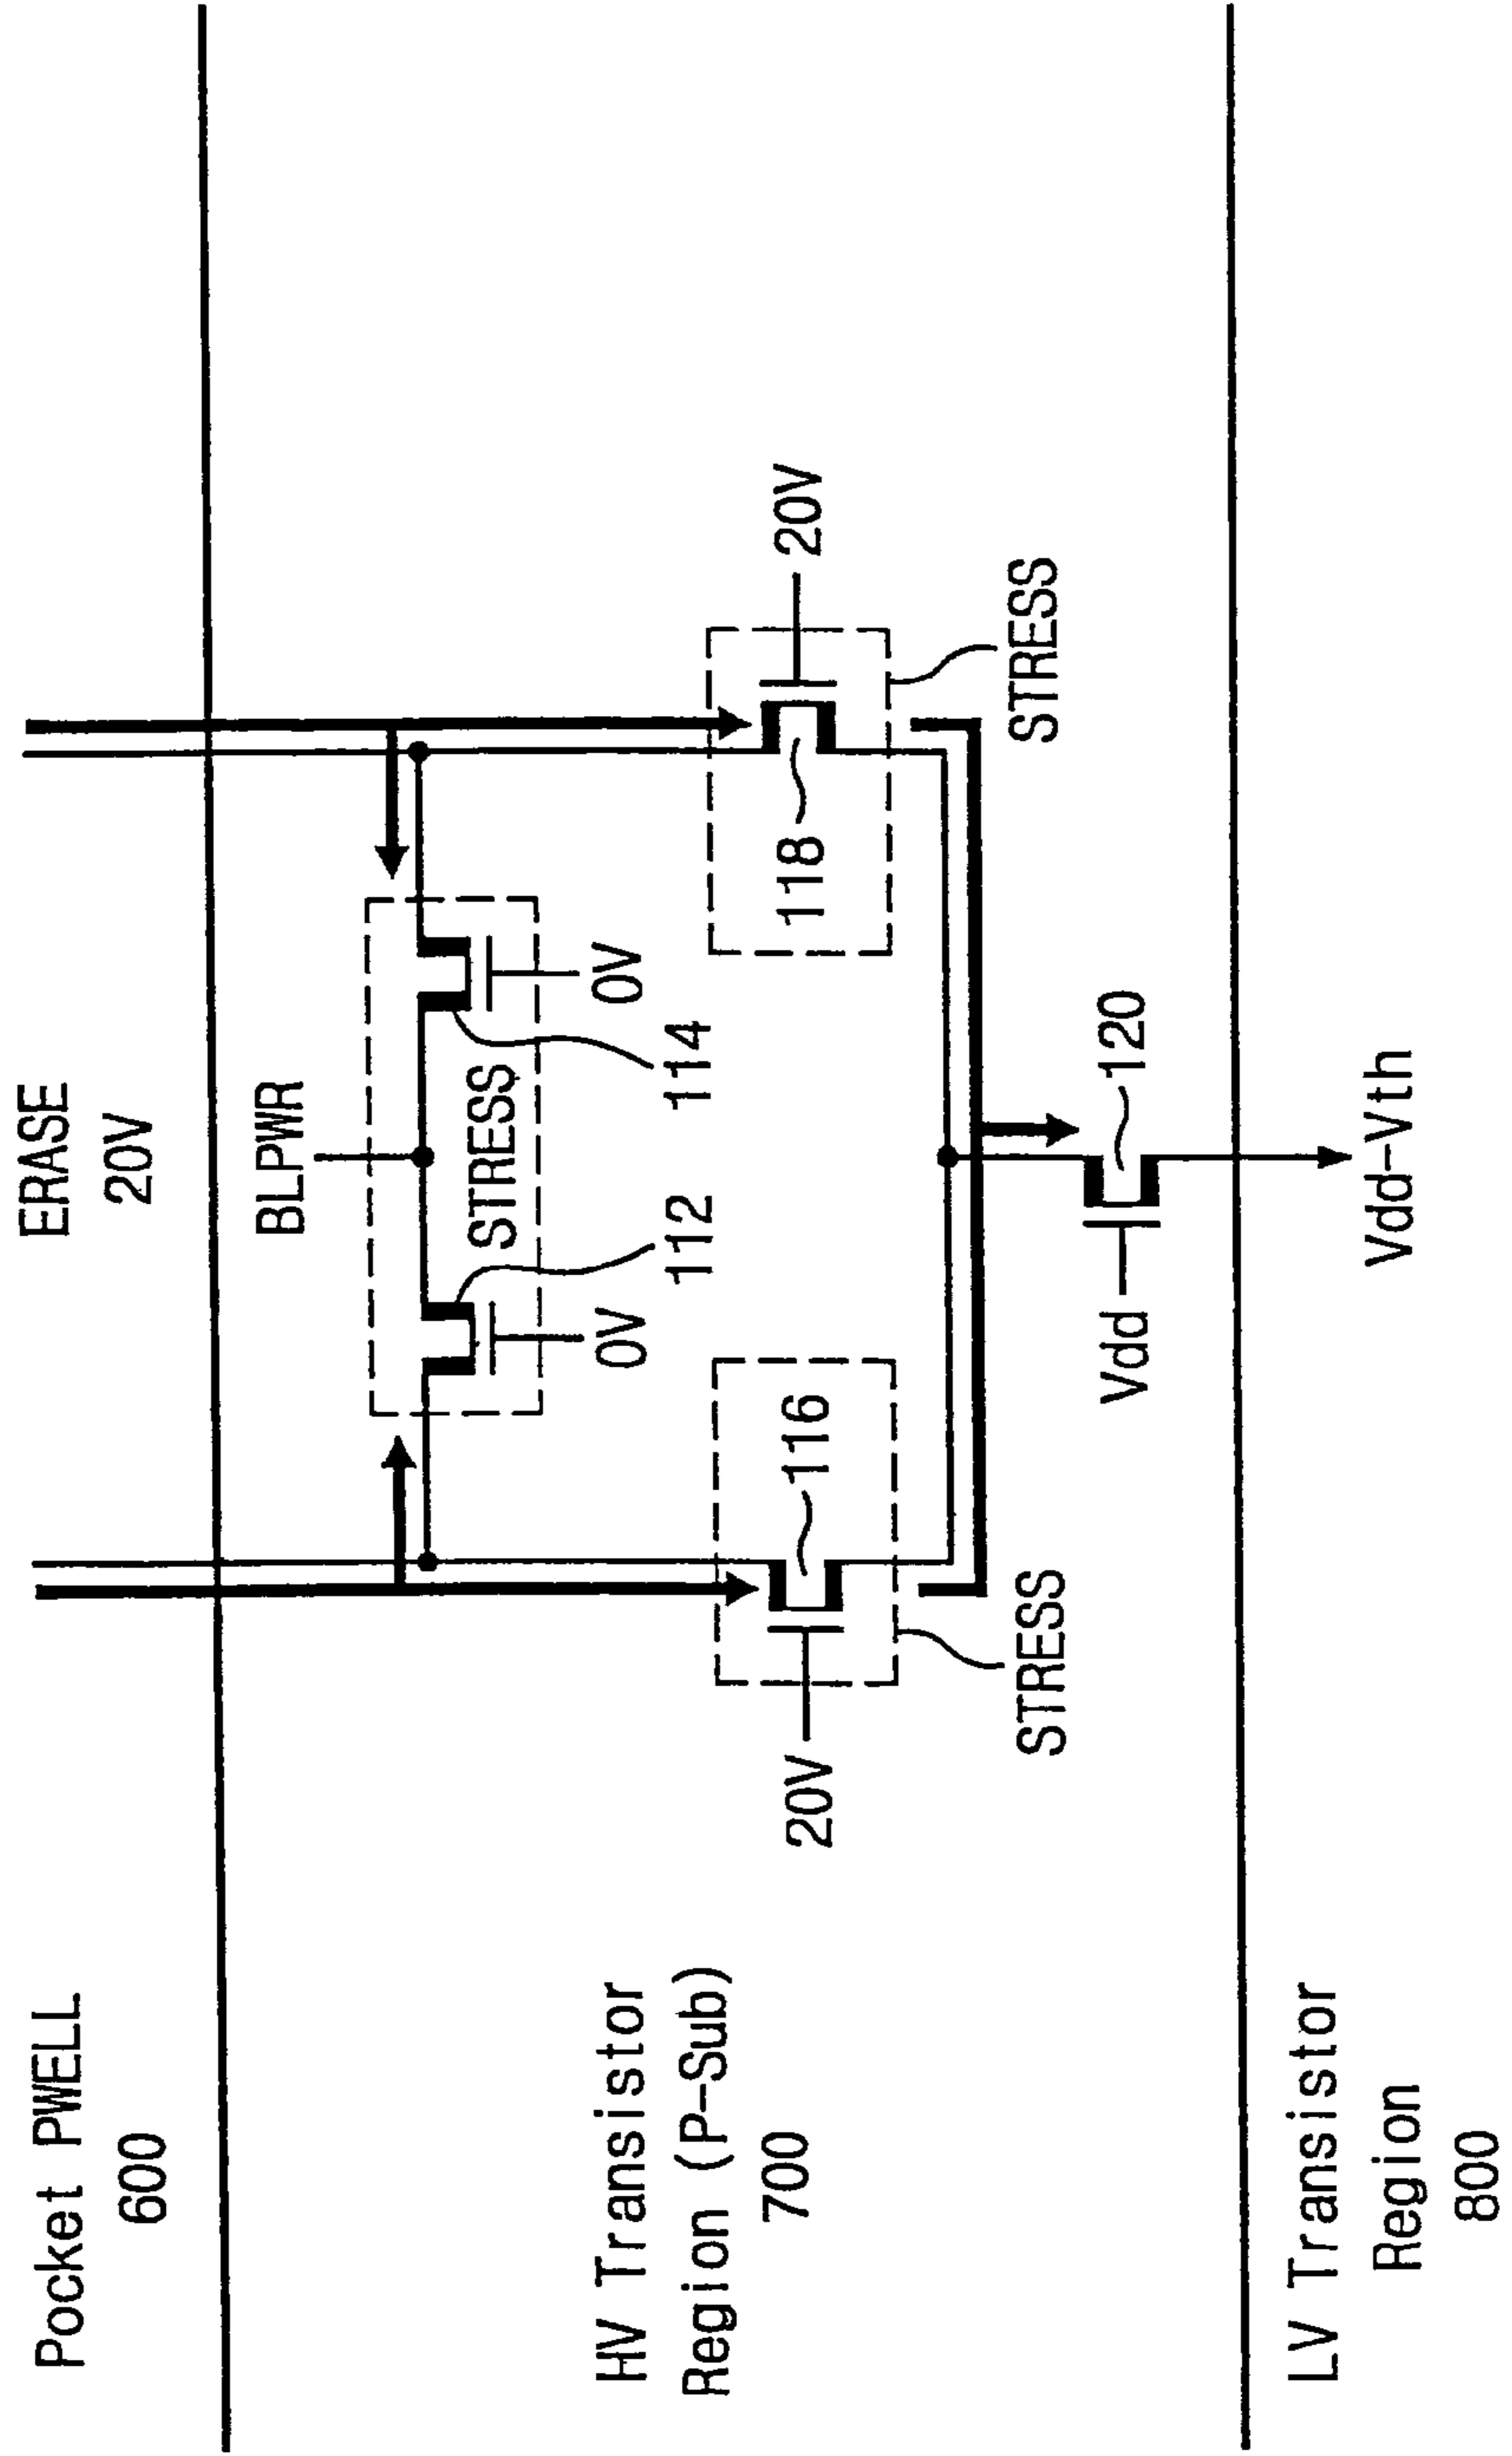 ERASE
Pocket PWELL
20V
600
BLPWR
STRESS
0V
0V
112
114
HV Transistor
Region (P-Sub)
700
20V
116
118
20V
STRESS
STRESS
Vdd
120
LV Transistor
Region
800
Vdd-Vth